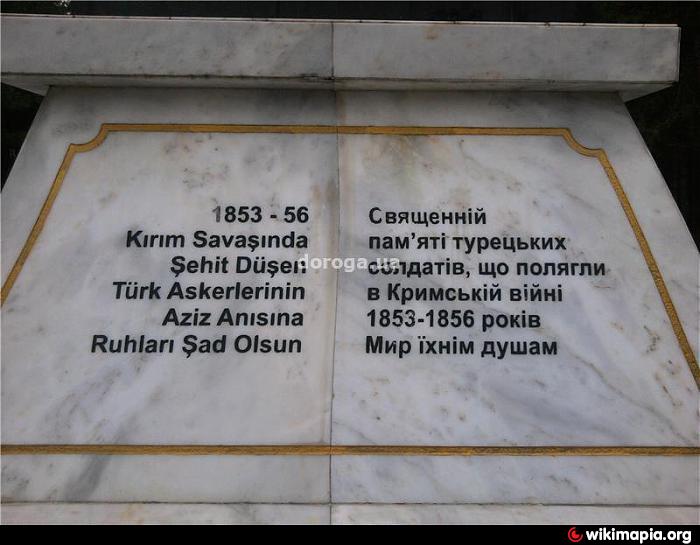 1853 - 56
Kırım Savaşında
Şehit Düşen
Türk Askerlerinin
Aziz Anısına
Ruhları Şad Olsun
Священній
пам’яті турецьких
солдатів, що полягли
в Кримській війні
1853-1856 років
Мир їхнім душам
doroga.ua
wikimapia.org